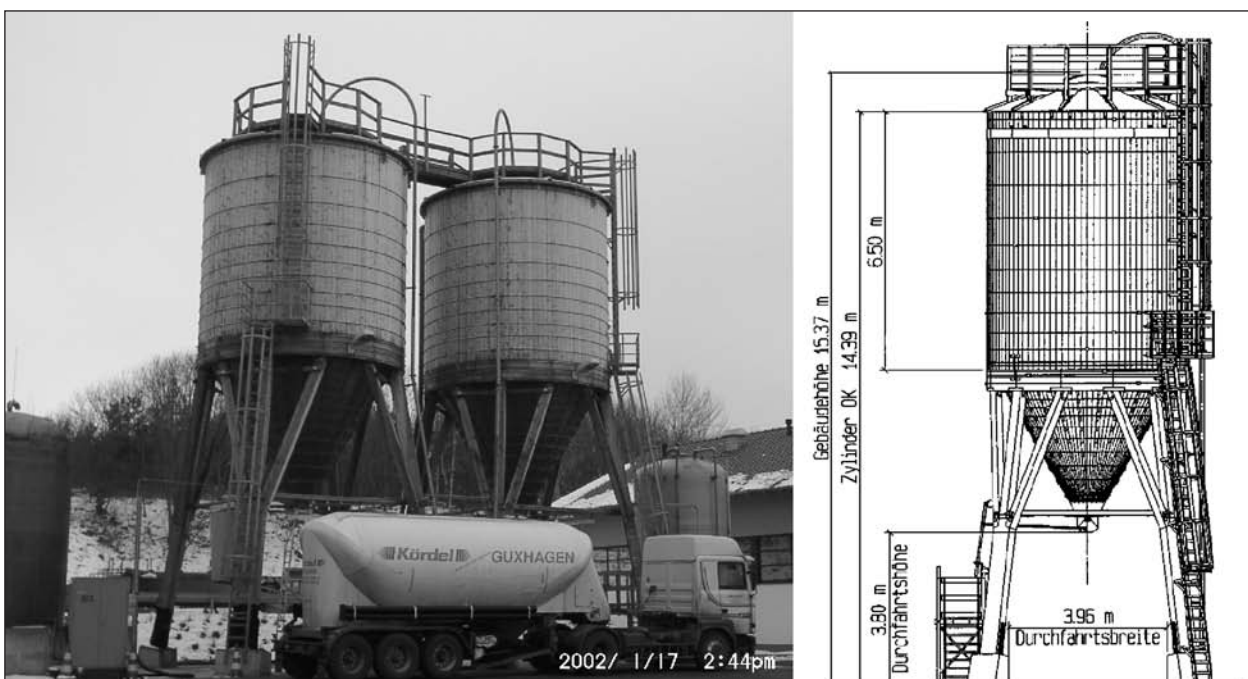 Kördel
GUXHAGEN
2002/ 1/17 2:44pm
Gebäudehöhe 15.37 m
Zylinder OK 14.39 m
6.50 m
3.80 m
Durchfahrtshöhe
3.96 m
Durchfahrtsbreite